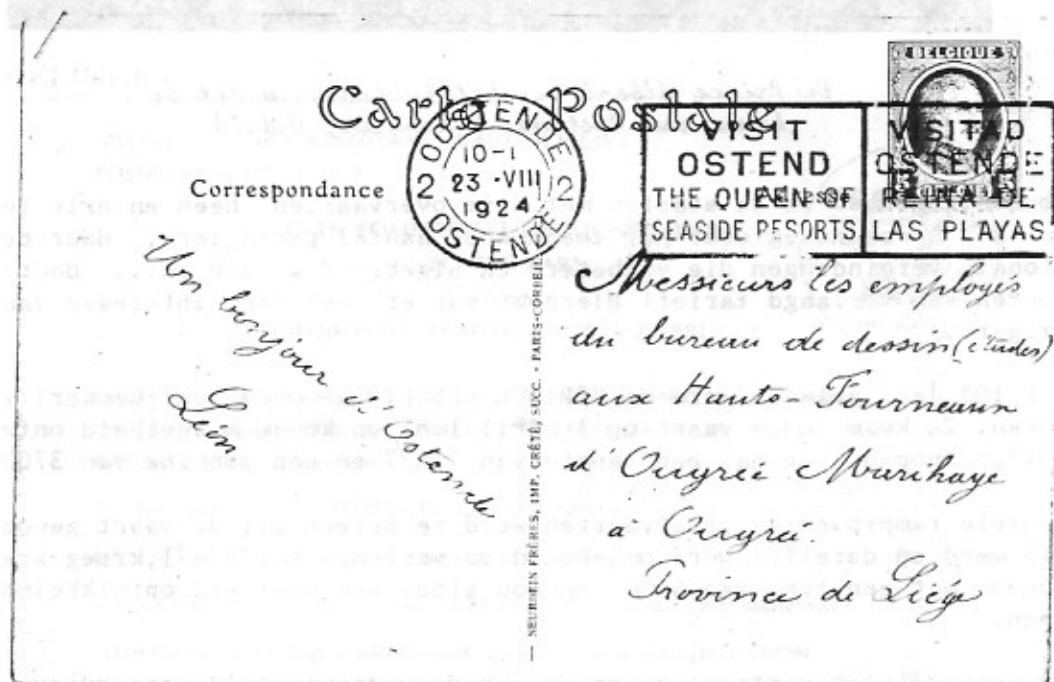 BELGIQUE
Carte Postale
Correspondance
OOSTENDE
2 2
10-1
23 ·VIII
1924
OSTENDE
VISIT
OSTEND
THE QUEEN OF
SEASIDE RESORTS
VISITAD
OSTENDE
REINA DE
LAS PLAYAS
Un bonjour d'Ostende
Léon
NEURDEIN FRÈRES, IMP. CRÉTÉ, SUCC. - PARIS-CORBEIL
Messieurs les employés
du bureau de dessin (études)
aux Hauts-Fourneaux
d'Ougrée Marihaye
à Ougrée
Province de Liége